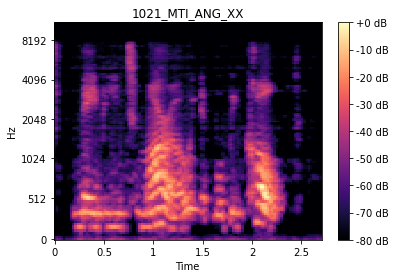 1021_MTI_ANG_XX
8192
4096
2048
1024
512
0
Hz
0
0.5
1
1.5
2
2.5
Time
+0 dB
-10 dB
-20 dB
-30 dB
-40 dB
-50 dB
-60 dB
-70 dB
-80 dB